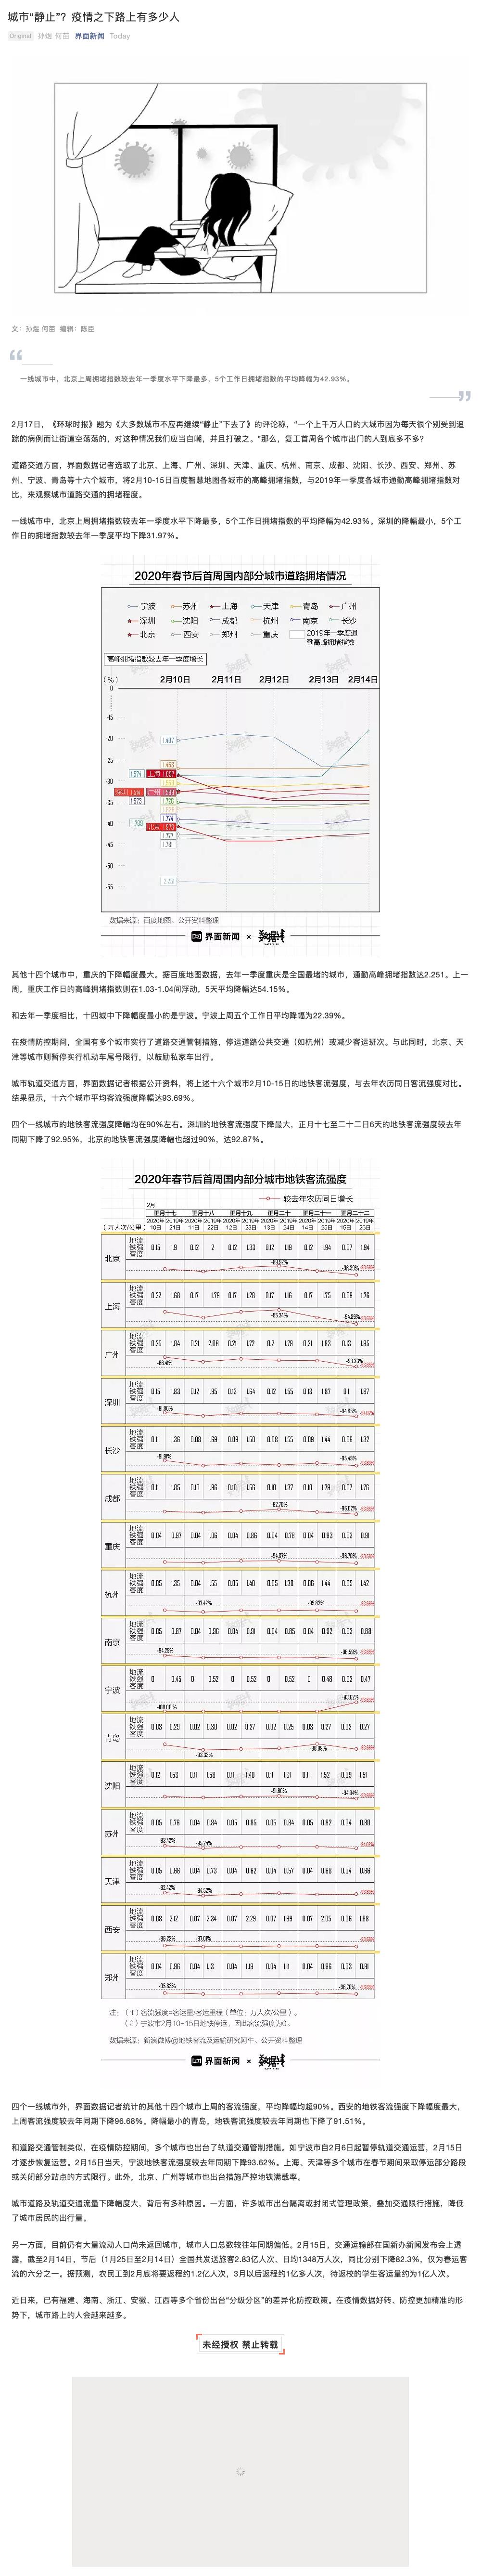 城市“静止”？疫情之下路上有多少人
Original 孙煜 何苗 界面新闻 Today
文：孙煜 何苗 编辑：陈臣
一线城市中，北京上周拥堵指数较去年一季度水平下降最多，5个工作日拥堵指数的平均降幅为42.93%。
2月17日，《环球时报》题为《大多数城市不应再继续“静止”下去了》的评论称，“一个上千万人口的大城市因为每天很个别受到追
踪的病例而让街道空荡荡的，对这种情况我们应当自嘲，并且打破之。”那么，复工首周各个城市出门的人到底多不多？
道路交通方面，界面数据记者选取了北京、上海、广州、深圳、天津、重庆、杭州、南京、成都、沈阳、长沙、西安、郑州、苏
州、宁波、青岛等十六个城市，将2月10-15日百度智慧地图各城市的高峰拥堵指数，与2019年一季度各城市通勤高峰拥堵指数对
比，来观察城市道路交通的拥堵程度。
一线城市中，北京上周拥堵指数较去年一季度水平下降最多，5个工作日拥堵指数的平均降幅为42.93%。深圳的降幅最小，5个工
作日的拥堵指数较去年一季度平均下降31.97%。
2020年春节后首周国内部分城市道路拥堵情况
宁波 苏州 上海 天津 青岛 广州
深圳 沈阳 成都 杭州 南京 长沙
北京 西安 郑州 重庆 2019年一季度通
勤高峰拥堵指数
高峰拥堵指数较去年一季度增长
（%） 2月10日 2月11日 2月12日 2月13日 2月14日
0
-15
-20
1.407
-25
1.453
1.574 上海
-30
深圳 广州
1.573 1.776
-35
-40
1.774
北京
1.777
1.781
-45
-50
-55
数据来源：百度地图、公开资料整理
界面新闻 ×
其他十四个城市中，重庆的下降幅度最大。据百度地图数据，去年一季度重庆是全国最堵的城市，通勤高峰拥堵指数达2.251。上一
周，重庆工作日的高峰拥堵指数则在1.03-1.04间浮动，5天平均降幅达54.15%。
和去年一季度相比，十四城中下降幅度最小的是宁波。宁波上周五个工作日平均降幅为22.39%。
在疫情防控期间，全国有多个城市实行了道路交通管制措施，停运道路公共交通（如杭州）或减少客运班次。与此同时，北京、天
津等城市则暂停实行机动车尾号限行，以鼓励私家车出行。
城市轨道交通方面，界面数据记者根据公开资料，将上述十六个城市2月10-15日的地铁客流强度，与去年农历同日客流强度对比。
结果显示，十六个城市平均客流强度降幅达93.69%。
四个一线城市的地铁客流强度降幅均在90%左右。深圳的地铁客流强度下降最大，正月十七至二十二日6天的地铁客流强度较去年
同期下降了92.95%，北京的地铁客流强度降幅也超过90%，达92.87%。
2020年春节后首周国内部分城市地铁客流强度
较去年农历同日增长
2月
正月十七 正月十八 正月十九 正月二十 正月二十一 正月二十二
（万人次/公里） 2020年 2019年 2020年 2019年 2020年 2019年 2020年 2019年 2020年 2019年 2020年 2019年
10日 21日 11日 22日 12日 23日 13日 24日 14日 25日 15日 26日
北京 地流铁强客度 0.15 1.9 0.12 2 0.12 1.33 0.12 1.19 0.12 1.94 0.07 1.94
上海 地流铁强客度 0.22 1.68 0.17 1.79 0.17 1.28 0.17 1.16 0.17 1.75 0.09 1.76
-85.34% -94.89%
广州 地流铁强客度 0.25 1.84 0.21 2.08 0.21 1.72 0.2 1.79 0.21 1.93 0.13 1.95
-86.41% -93.33%
深圳 地流铁强客度 0.15 1.83 0.12 1.95 0.13 1.64 0.12 1.55 0.13 1.87 0.1 1.87
-91.80% -94.65%
长沙 地流铁强客度 0.11 1.36 0.08 1.69 0.09 1.50 0.08 1.55 0.09 1.44 0.06 1.32
-91.91% -95.45%
成都 地流铁强客度 0.11 1.85 0.10 1.96 0.10 1.56 0.10 1.37 0.10 1.79 0.07 1.76
-92.70% -96.02%
重庆 地流铁强客度 0.04 0.97 0.04 1.06 0.04 0.86 0.04 0.78 0.04 0.93 0.03 0.91
-94.87% -96.70%
杭州 地流铁强客度 0.05 1.35 0.04 1.55 0.05 1.40 0.05 1.38 0.06 1.44 0.05 1.42
-97.42% -95.83%
南京 地流铁强客度 0.05 0.87 0.04 0.96 0.04 0.91 0.04 0.85 0.04 0.92 0.03 0.88
-94.25% -96.59%
宁波 地流铁强客度 0 0.45 0 0.52 0 0.52 0 0.52 0 0.48 0.03 0.47
-100.00% -93.62%
青岛 地流铁强客度 0.03 0.29 0.02 0.30 0.02 0.27 0.02 0.25 0.03 0.27 0.02 0.27
-93.33% -88.89%
沈阳 地流铁强客度 0.12 1.53 0.11 1.58 0.11 1.40 0.11 1.31 0.11 1.52 0.09 1.51
-91.60% -94.04%
苏州 地流铁强客度 0.05 0.76 0.04 0.84 0.05 0.85 0.05 0.84 0.05 0.82 0.04 0.80
-93.42% -95.24%
天津 地流铁强客度 0.05 0.66 0.04 0.73 0.04 0.62 0.04 0.57 0.04 0.68 0.04 0.66
-92.42% -94.52%
西安 地流铁强客度 0.08 2.12 0.07 2.34 0.07 2.29 0.07 1.99 0.07 2.05 0.06 1.88
-96.23% -97.01%
郑州 地流铁强客度 0.04 0.96 0.04 1.13 0.04 1.19 0.04 1.11 0.04 0.96 0.03 0.91
-95.83% -96.70%
注：（1）客流强度=客运量/客运里程（单位：万人次/公里）。
（2）宁波市2月10-15日地铁停运，因此客流强度为0。
数据来源：新浪微博@地铁客流及运输研究阿牛、公开资料整理
界面新闻 ×
四个一线城市外，界面数据记者统计的其他十四个城市上周的客流强度，平均降幅均超90%。西安的地铁客流强度下降幅度最大，
上周客流强度较去年同期下降96.68%。降幅最小的青岛，地铁客流强度较去年同期也下降了91.51%。
和道路交通管制类似，在疫情防控期间，多个城市也出台了轨道交通管制措施。如宁波市自2月6日起暂停轨道交通运营，2月15日
才逐步恢复运营。2月15日当天，宁波地铁客流强度较去年同期下降93.62%。上海、天津等多个城市在春节期间采取停运部分路段
或关闭部分站点的方式限行。此外，北京、广州等城市也出台措施严控地铁满载率。
城市道路及轨道交通流量下降幅度大，背后有多种原因。一方面，许多城市出台隔离或封闭式管理政策，叠加交通限行措施，降低
了城市居民的出行量。
另一方面，目前仍有大量流动人口尚未返回城市，城市人口总数较往年同期偏低。2月15日，交通运输部在国新办新闻发布会上透
露，截至2月14日，节后（1月25日至2月14日）全国共发送旅客2.83亿人次、日均1348万人次，同比分别下降82.3%，仅为春运客
流的六分之一。据预测，农民工到2月底将要返程约1.2亿人次，3月以后返程约1亿多人次，待返校的学生客运量约为1亿人次。
近日来，已有福建、海南、浙江、安徽、江西等多个省份出台“分级分区”的差异化防控政策。在疫情数据好转、防控更加精准的形
势下，城市路上的人会越来越多。
未经授权 禁止转载